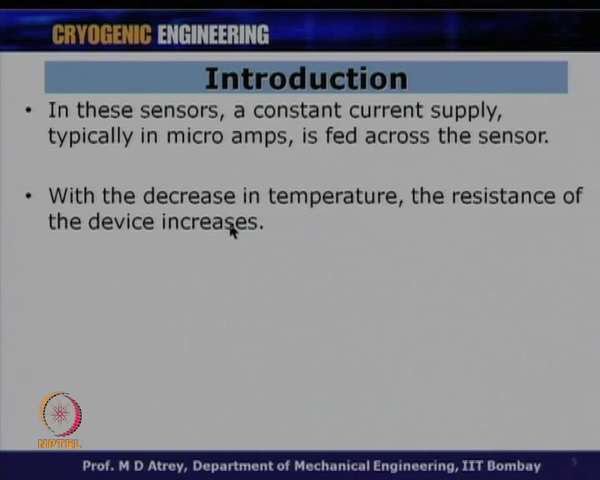 CRYOGENIC ENGINEERING
Introduction
• In these sensors, a constant current supply,
typically in micro amps, is fed across the sensor.
• With the decrease in temperature, the resistance of
the device increases.
NPTEL
Prof. M D Atrey, Department of Mechanical Engineering, IIT Bombay
5